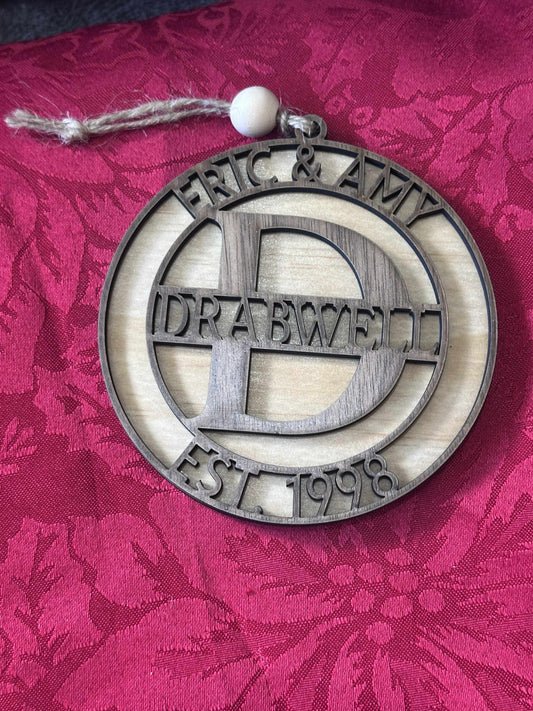 ERIC & AMY
D
DRABWELL
EST. 1998